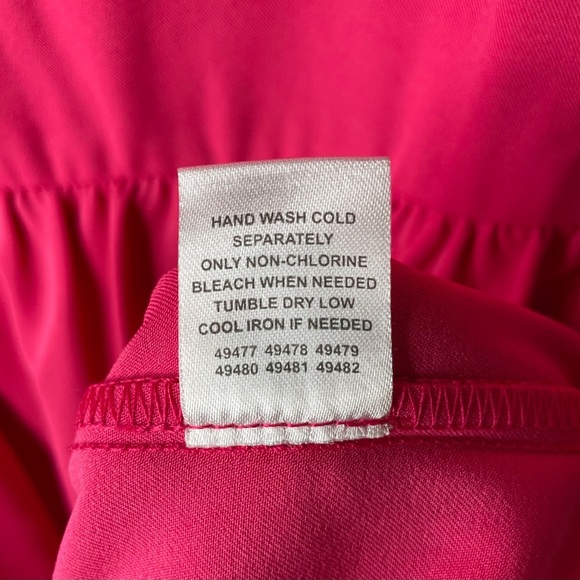 HAND WASH COLD
SEPARATELY
ONLY NON-CHLORINE
BLEACH WHEN NEEDED
TUMBLE DRY LOW
COOL IRON IF NEEDED
49477 49478 49479
49480 49481 49482